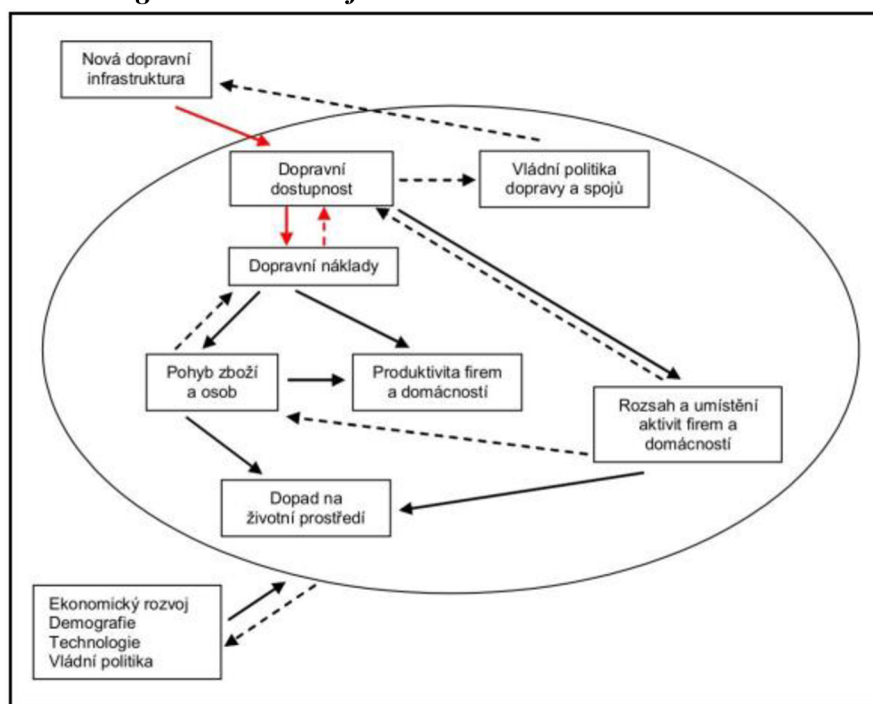 Nová dopravní
infrastruktura
Dopravní
dostupnost
Vládní politika
dopravy a spojů
Dopravní náklady
Pohyb zboží
a osob
Produktivita firem
a domácností
Rozsah a umístění
aktivit firem a
domácností
Dopad na
životní prostředí
Ekonomický rozvoj
Demografie
Technologie
Vládní politika